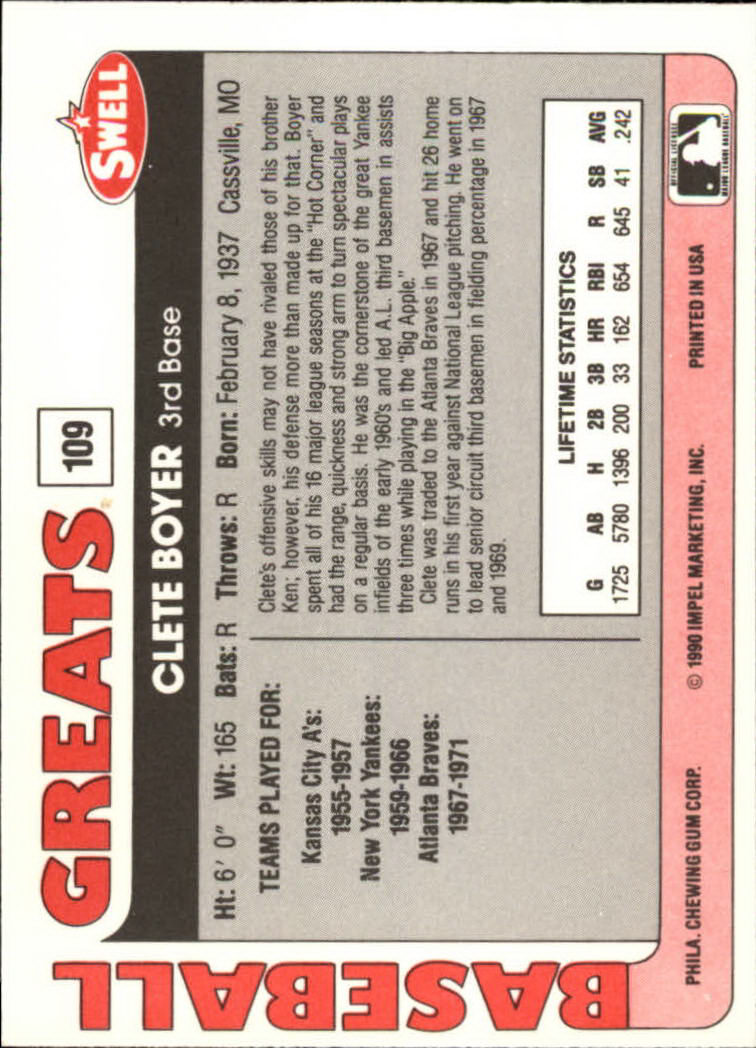 BASEBALL
GREATS
109
SWELL
CLETE BOYER 3rd Base
Ht: 6' 0" Wt: 165 Bats: R Throws: R Born: February 8, 1937 Cassville, MO
TEAMS PLAYED FOR:
Kansas City A's:
1955-1957
New York Yankees:
1959-1966
Atlanta Braves:
1967-1971
Clete's offensive skills may not have rivaled those of his brother
Ken; however, his defense more than made up for that. Boyer
spent all of his 16 major league seasons at the "Hot Corner" and
had the range, quickness and strong arm to turn spectacular plays
on a regular basis. He was the cornerstone of the great Yankee
infields of the early 1960's and led A.L. third basemen in assists
three times while playing in the "Big Apple."
Clete was traded to the Atlanta Braves in 1967 and hit 26 home
runs in his first year against National League pitching. He went on
to lead senior circuit third basemen in fielding percentage in 1967
and 1969.
LIFETIME STATISTICS
G AB H 2B 3B HR RBI R SB AVG
1725 5780 1396 200 33 162 654 645 41 .242
PHILA. CHEWING GUM CORP. © 1990 IMPEL MARKETING, INC. PRINTED IN USA
OFFICIAL LICENSEE
MAJOR LEAGUE BASEBALL